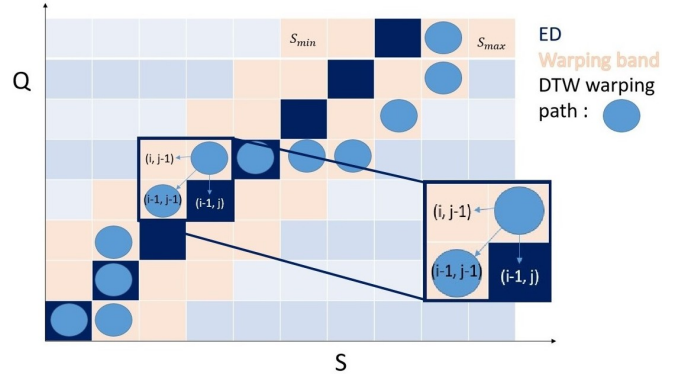 S_min
S_max
ED
Warping band
DTW warping
path :
Q
(i, j-1)
(i-1, j-1)
(i-1, j)
(i, j-1)
(i-1, j-1)
(i-1, j)
S